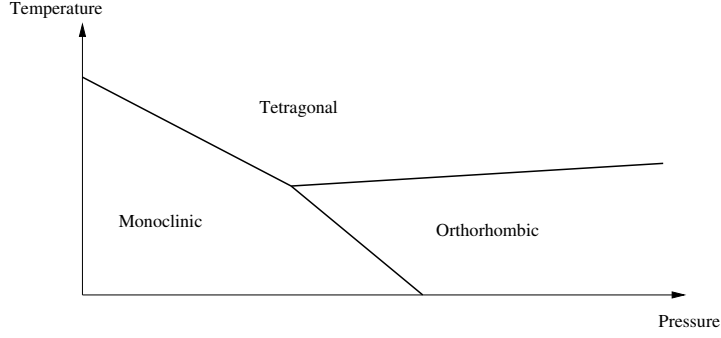 Temperature
Tetragonal
Monoclinic
Orthorhombic
Pressure